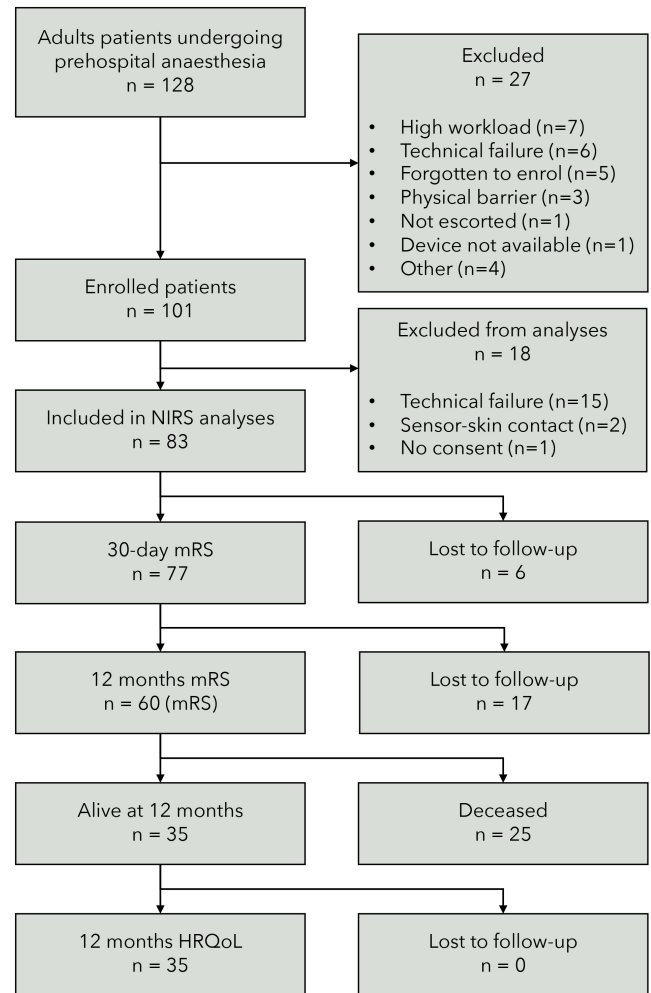 Adults patients undergoing
prehospital anaesthesia
n = 128
Excluded
n = 27
• High workload (n=7)
• Technical failure (n=6)
• Forgotten to enrol (n=5)
• Physical barrier (n=3)
• Not escorted (n=1)
• Device not available (n=1)
• Other (n=4)
Enrolled patients
n = 101
Excluded from analyses
n = 18
• Technical failure (n=15)
• Sensor-skin contact (n=2)
• No consent (n=1)
Included in NIRS analyses
n = 83
30-day mRS
n = 77
Lost to follow-up
n = 6
12 months mRS
n = 60 (mRS)
Lost to follow-up
n = 17
Alive at 12 months
n = 35
Deceased
n = 25
12 months HRQoL
n = 35
Lost to follow-up
n = 0